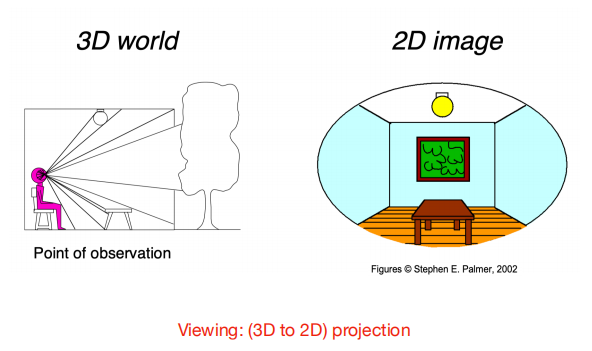 3D world
2D image
Point of observation
Figures © Stephen E. Palmer, 2002
Viewing: (3D to 2D) projection